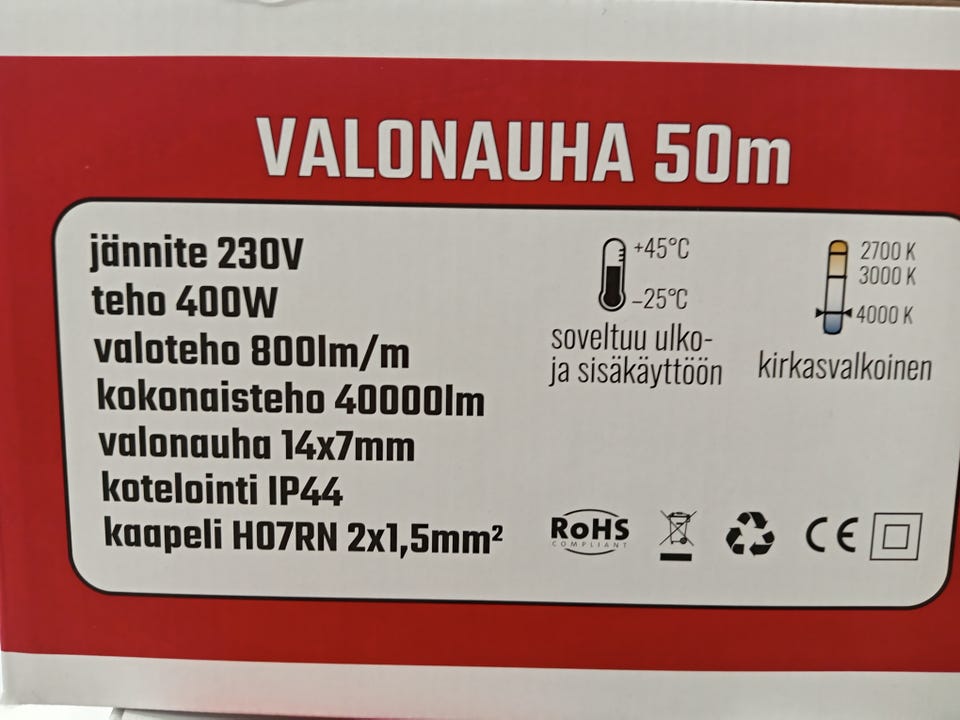 VALONAUHA 50m
jännite 230V
teho 400W
valoteho 800lm/m
kokonaisteho 40000lm
valonauha 14x7mm
kotelointi IP44
kaapeli H07RN 2x1,5mm²
+45°C
-25°C
soveltuu ulko-
ja sisäkäyttöön
2700 K
3000 K
4000 K
kirkasvalkoinen
RoHS
COMPLIANT
CE